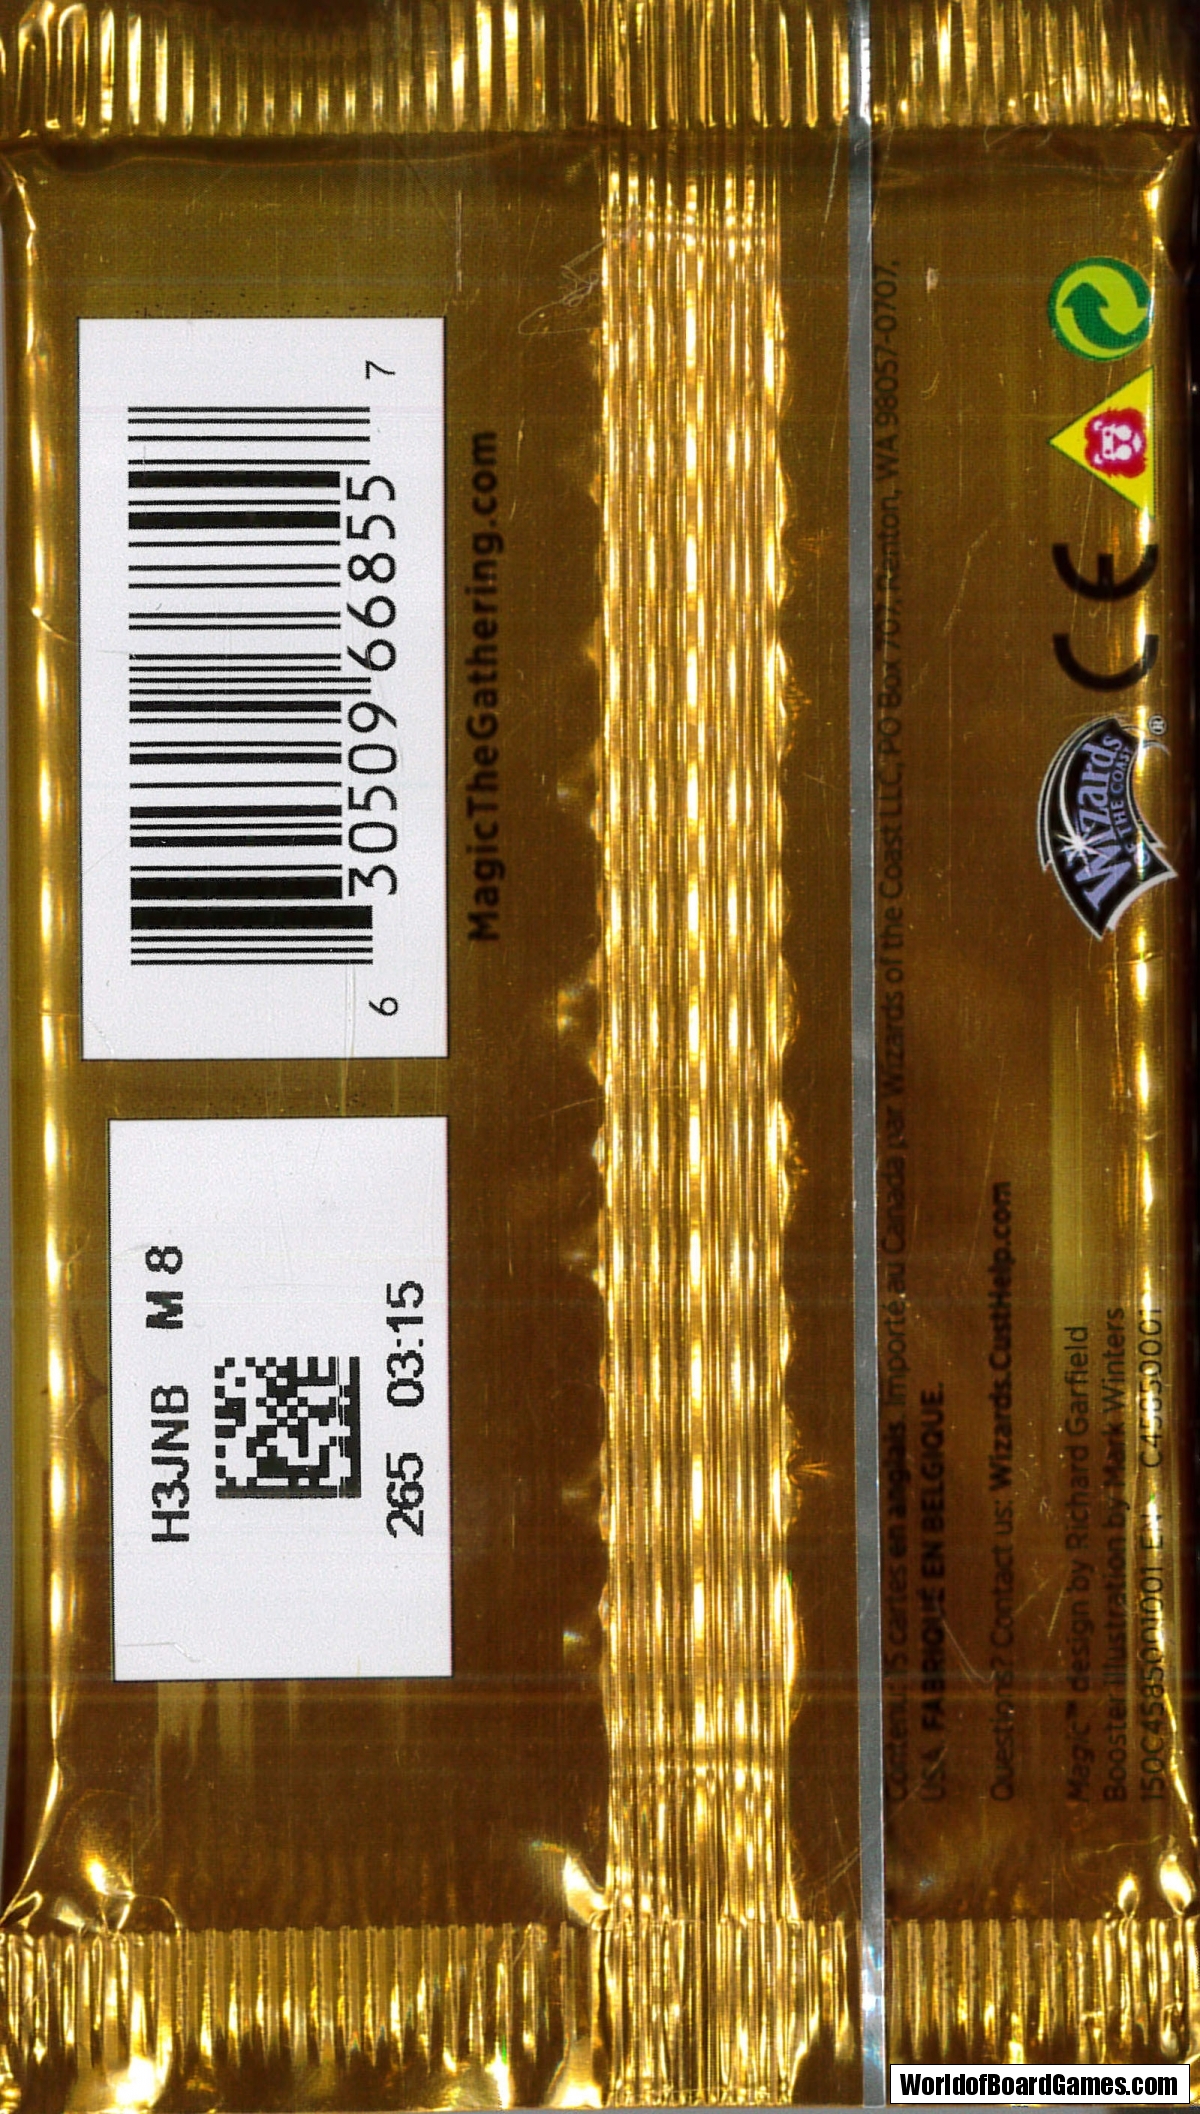 6 30509 66855 7
MagicTheGathering.com
H3JNB M 8
265 03:15
Contenu: 15 cartes en anglais. Importé au Canada par Wizards of the Coast LLC, PO Box 707, Renton, WA 98057-0707,
USA. FABRIQUÉ EN BELGIQUE.
Questions? Contact us: Wizards.CustHelp.com
Magic™ design by Richard Garfield
Booster illustration by Mark Winters
150C45850001001 EN C45850001
Wizards
OF THE COAST®
CE
WorldofBoardGames.com